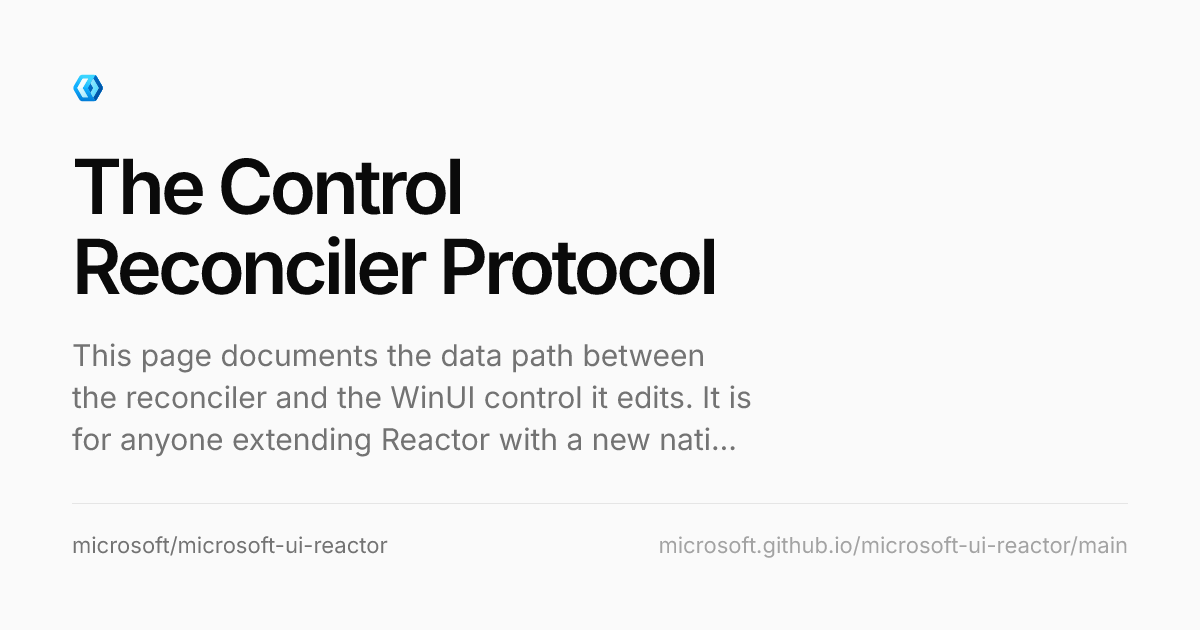 The Control
Reconciler Protocol
This page documents the data path between
the reconciler and the WinUI control it edits. It is
for anyone extending Reactor with a new nati...
microsoft/microsoft-ui-reactor
microsoft.github.io/microsoft-ui-reactor/main